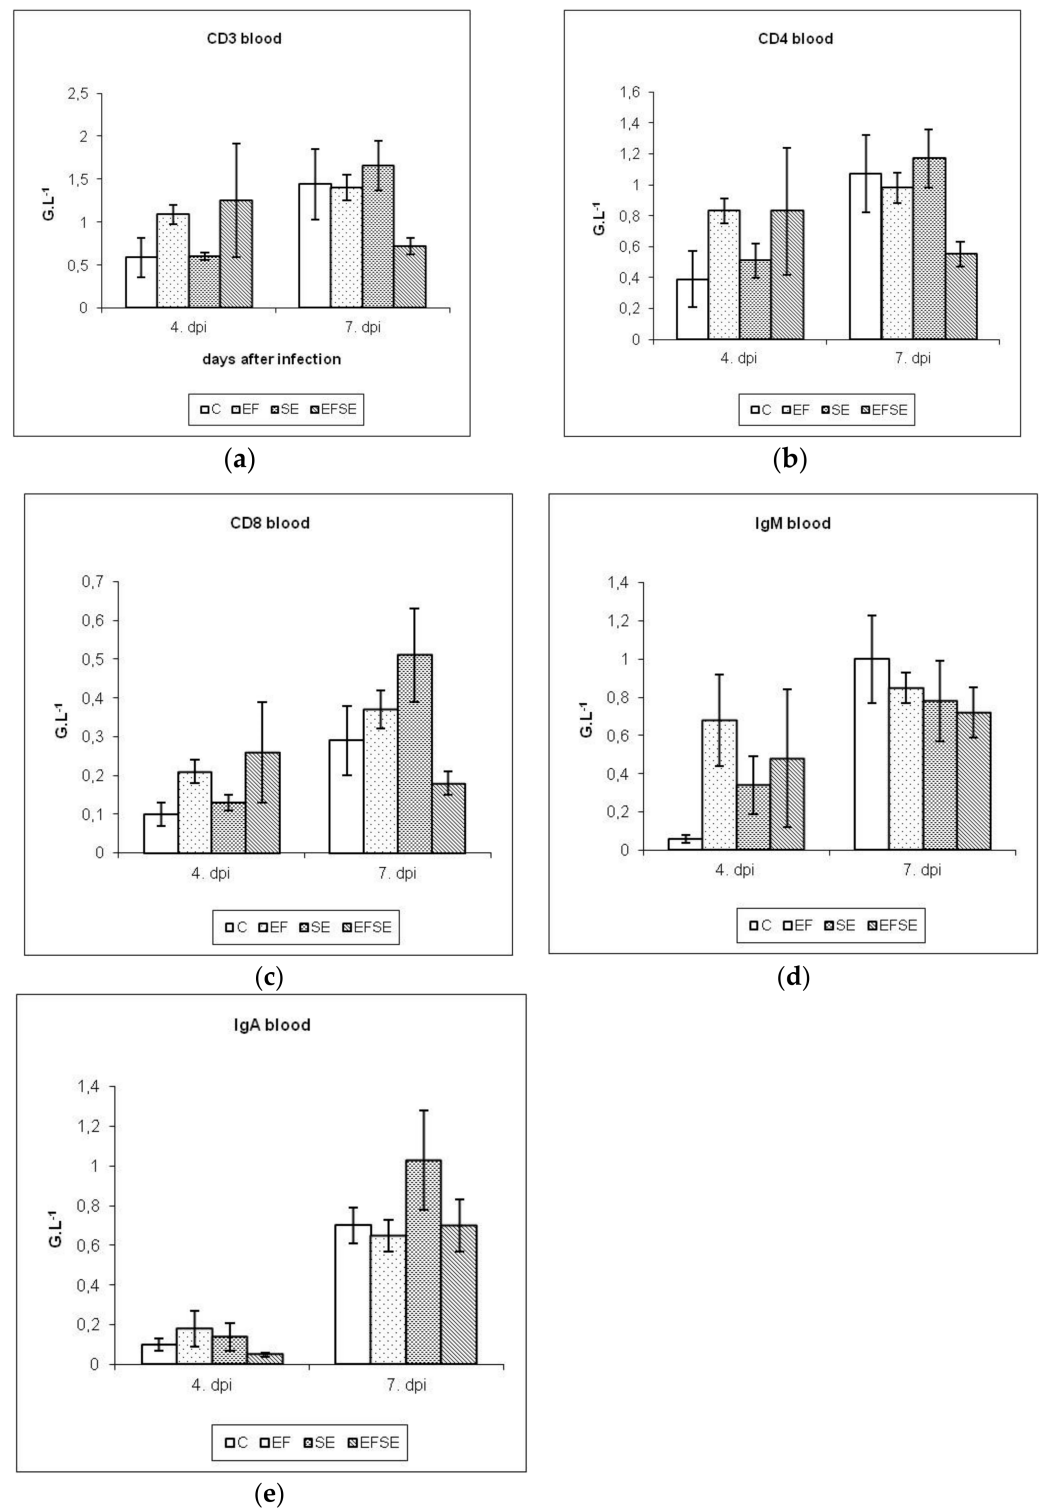 CD3 blood
2,5
2
1,5
1
0,5
0
G.L-1
4. dpi 7. dpi
days after infection
C EF SE EFSE
(a)
CD4 blood
1,6
1,4
1,2
1
0,8
0,6
0,4
0,2
0
G.L-1
4. dpi 7. dpi
C EF SE EFSE
(b)
CD8 blood
0,7
0,6
0,5
0,4
0,3
0,2
0,1
0
G.L-1
4. dpi 7. dpi
C EF SE EFSE
(c)
IgM blood
1,4
1,2
1
0,8
0,6
0,4
0,2
0
G.L-1
4. dpi 7. dpi
C EF SE EFSE
(d)
IgA blood
1,4
1,2
1
0,8
0,6
0,4
0,2
0
G.L-1
4. dpi 7. dpi
C EF SE EFSE
(e)